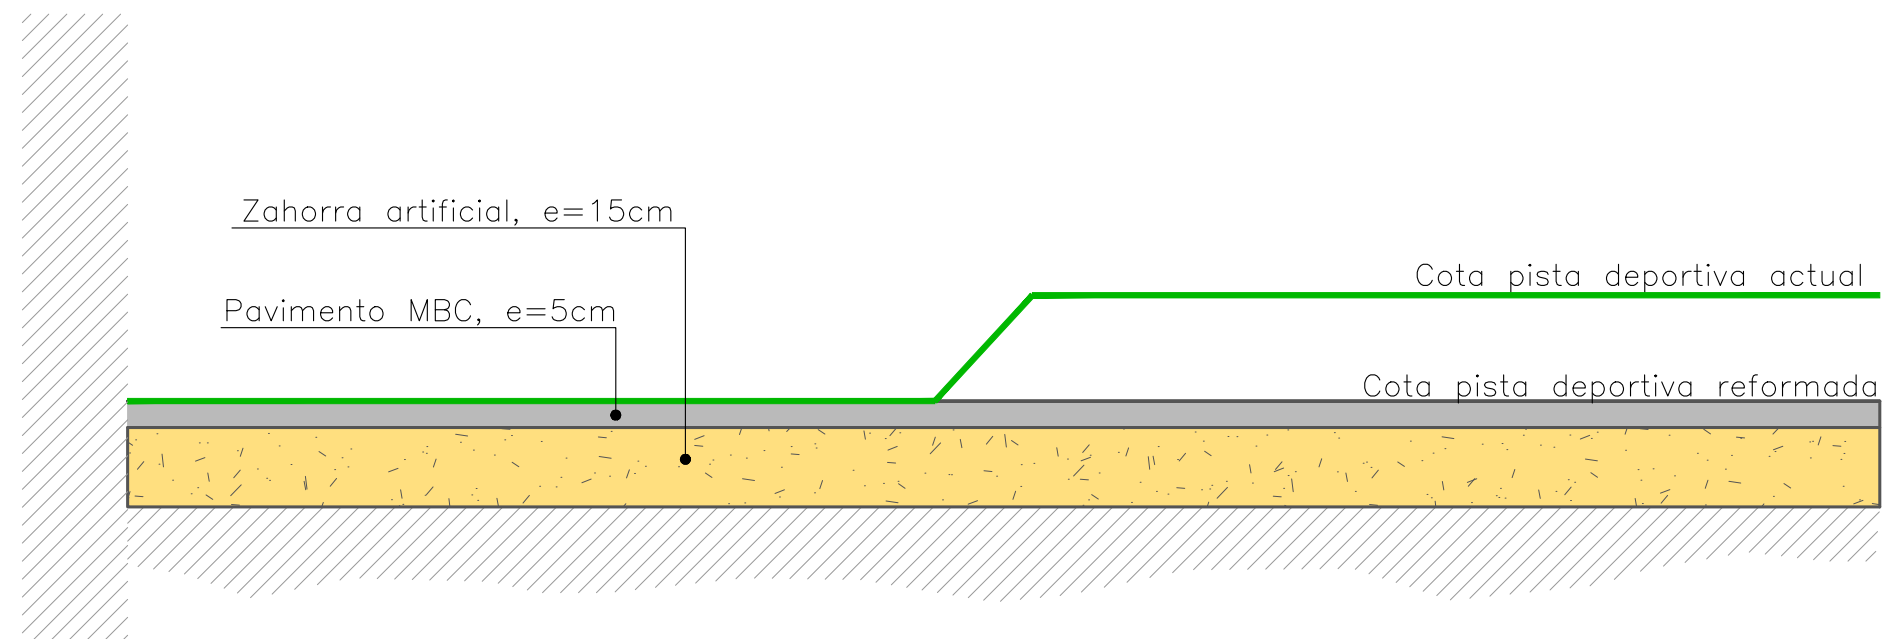 Zahorra artificial, e=15cm
Cota pista deportiva actual
Pavimento MBC, e=5cm
Cota pista deportiva reformada